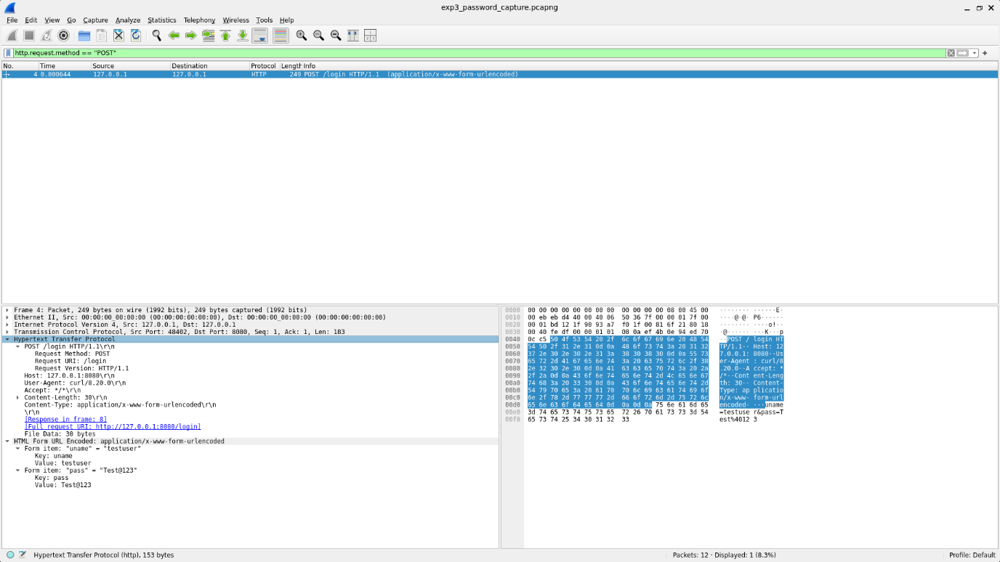 exp3_password_capture.pcapng
File Edit View Go Capture Analyze Statistics Telephony Wireless Tools Help
http.request.method == "POST"
No. Time Source Destination Protocol Length Info
4 0.000644 127.0.0.1 127.0.0.1 HTTP 249 POST /login HTTP/1.1 (application/x-www-form-urlencoded)
Frame 4: Packet, 249 bytes on wire (1992 bits), 249 bytes captured (1992 bits)
Ethernet II, Src: 00:00:00_00:00:00 (00:00:00:00:00:00), Dst: 00:00:00_00:00:00 (00:00:00:00:00:00)
Internet Protocol Version 4, Src: 127.0.0.1, Dst: 127.0.0.1
Transmission Control Protocol, Src Port: 48402, Dst Port: 8080, Seq: 1, Ack: 1, Len: 183
Hypertext Transfer Protocol
POST /login HTTP/1.1\r\n
Request Method: POST
Request URI: /login
Request Version: HTTP/1.1
Host: 127.0.0.1:8080\r\n
User-Agent: curl/8.20.0\r\n
Accept: */*\r\n
Content-Length: 30\r\n
Content-Type: application/x-www-form-urlencoded\r\n
\r\n
[Response in frame: 8]
[Full request URI: http://127.0.0.1:8080/login]
File Data: 30 bytes
HTML Form URL Encoded: application/x-www-form-urlencoded
Form item: "uname" = "testuser"
Key: uname
Value: testuser
Form item: "pass" = "Test@123"
Key: pass
Value: Test@123
0000 00 00 00 00 00 00 00 00 00 00 00 00 08 00 45 00 ········ ······E·
0010 00 eb eb d4 40 00 40 06 50 36 7f 00 00 01 7f 00 ····@·@· P6······
0020 00 01 bd 12 1f 90 93 a7 f0 1f 00 81 6f 21 80 18 ········ ····o!··
0030 00 40 fe df 00 00 01 01 08 0a ef 4b 0e 94 ed 70 ·@······ ···K···p
0040 0c c5 50 4f 53 54 20 2f 6c 6f 67 69 6e 20 48 54 ··POST / login HT
0050 54 50 2f 31 2e 31 0d 0a 48 6f 73 74 3a 20 31 32 TP/1.1·· Host: 12
0060 37 2e 30 2e 30 2e 31 3a 38 30 38 30 0d 0a 55 73 7.0.0.1: 8080··Us
0070 65 72 2d 41 67 65 6e 74 3a 20 63 75 72 6c 2f 38 er-Agent : curl/8
0080 2e 32 30 2e 30 0d 0a 41 63 63 65 70 74 3a 20 2a .20.0··A ccept: *
0090 2f 2a 0d 0a 43 6f 6e 74 65 6e 74 2d 4c 65 6e 67 /*··Cont ent-Leng
00a0 74 68 3a 20 33 30 0d 0a 43 6f 6e 74 65 6e 74 2d th: 30·· Content-
00b0 54 79 70 65 3a 20 61 70 70 6c 69 63 61 74 69 6f Type: ap plicatio
00c0 6e 2f 78 2d 77 77 77 2d 66 6f 72 6d 2d 75 72 6c n/x-www- form-url
00d0 65 6e 63 6f 64 65 64 0d 0a 0d 0a 75 6e 61 6d 65 encoded· ···uname
00e0 3d 74 65 73 74 75 73 65 72 26 70 61 73 73 3d 54 =testuse r&pass=T
00f0 65 73 74 25 34 30 31 32 33 est%4012 3
Hypertext Transfer Protocol (http), 153 bytes
Packets: 12 · Displayed: 1 (8.3%)
Profile: Default